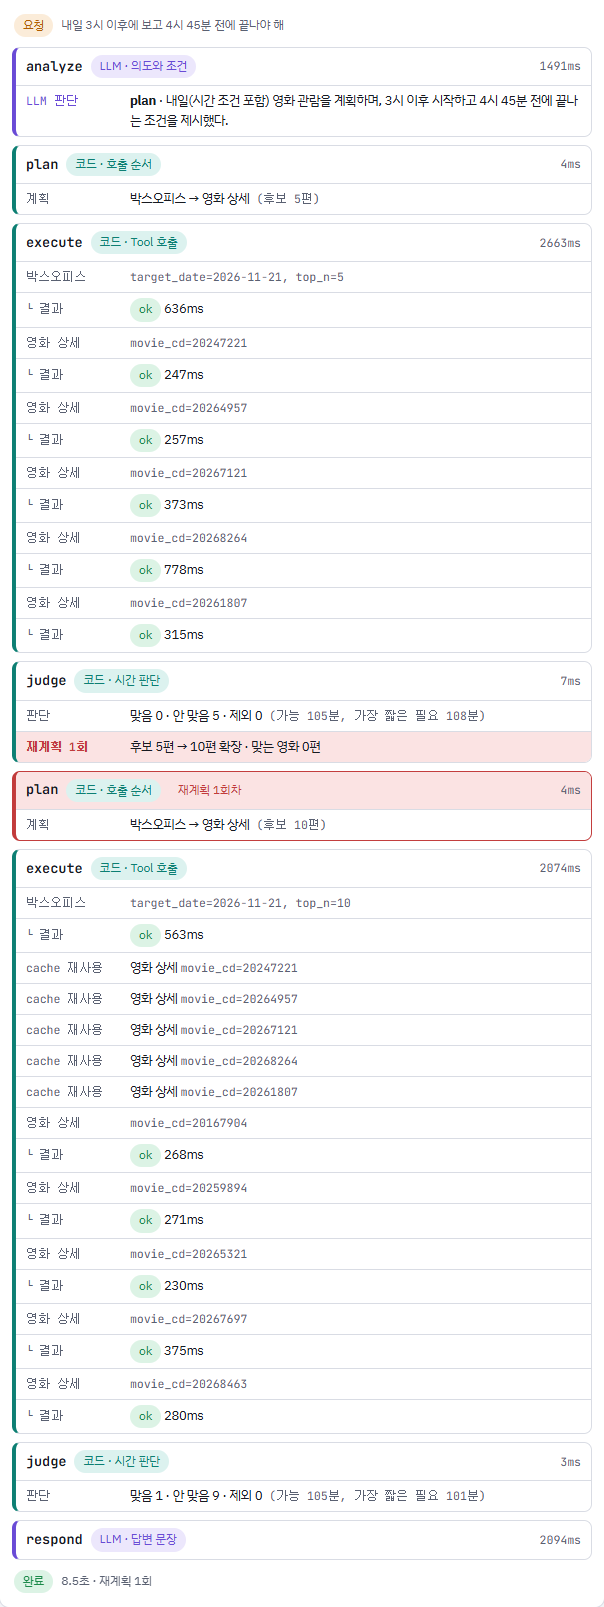 요청 내일 3시 이후에 보고 4시 45분 전에 끝나야 해
analyze LLM · 의도와 조건 1491ms
LLM 판단 plan · 내일(시간 조건 포함) 영화 관람을 계획하며, 3시 이후 시작하고 4시 45분 전에 끝나
는 조건을 제시했다.
plan 코드 · 호출 순서 4ms
계획 박스오피스 → 영화 상세 (후보 5편)
execute 코드 · Tool 호출 2663ms
박스오피스 target_date=2026-11-21, top_n=5
└ 결과 ok 636ms
영화 상세 movie_cd=20247221
└ 결과 ok 247ms
영화 상세 movie_cd=20264957
└ 결과 ok 257ms
영화 상세 movie_cd=20267121
└ 결과 ok 373ms
영화 상세 movie_cd=20268264
└ 결과 ok 778ms
영화 상세 movie_cd=20261807
└ 결과 ok 315ms
judge 코드 · 시간 판단 7ms
판단 맞음 0 · 안 맞음 5 · 제외 0 (가능 105분, 가장 짧은 필요 108분)
재계획 1회 후보 5편 → 10편 확장 · 맞는 영화 0편
plan 코드 · 호출 순서 재계획 1회차 4ms
계획 박스오피스 → 영화 상세 (후보 10편)
execute 코드 · Tool 호출 2074ms
박스오피스 target_date=2026-11-21, top_n=10
└ 결과 ok 563ms
cache 재사용 영화 상세 movie_cd=20247221
cache 재사용 영화 상세 movie_cd=20264957
cache 재사용 영화 상세 movie_cd=20267121
cache 재사용 영화 상세 movie_cd=20268264
cache 재사용 영화 상세 movie_cd=20261807
영화 상세 movie_cd=20167904
└ 결과 ok 268ms
영화 상세 movie_cd=20259894
└ 결과 ok 271ms
영화 상세 movie_cd=20265321
└ 결과 ok 230ms
영화 상세 movie_cd=20267697
└ 결과 ok 375ms
영화 상세 movie_cd=20268463
└ 결과 ok 280ms
judge 코드 · 시간 판단 3ms
판단 맞음 1 · 안 맞음 9 · 제외 0 (가능 105분, 가장 짧은 필요 101분)
respond LLM · 답변 문장 2094ms
완료 8.5초 · 재계획 1회